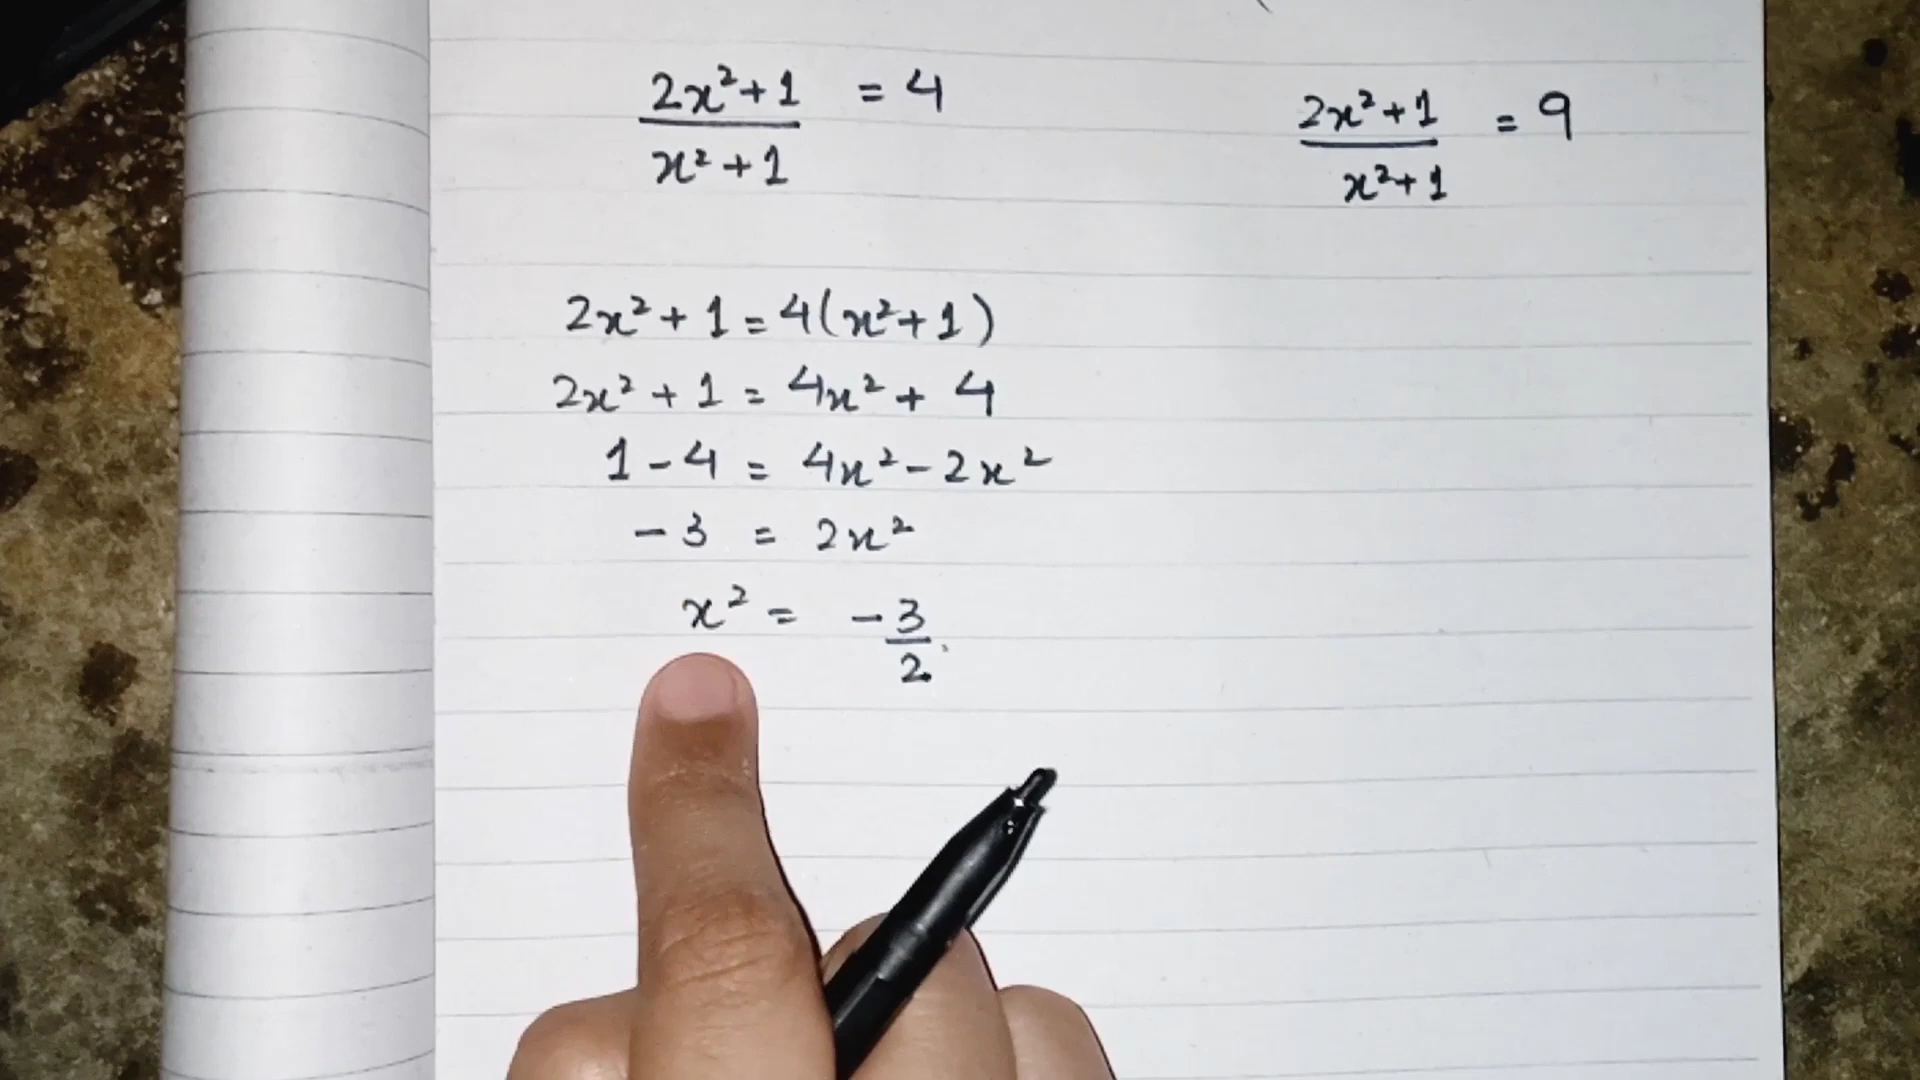 2x²+1 = 4
x²+1
2x²+1 = 9
x²+1
2x²+1=4(x²+1)
2x²+1=4x²+4
1-4=4x²-2x²
-3=2x²
x²=-3
2